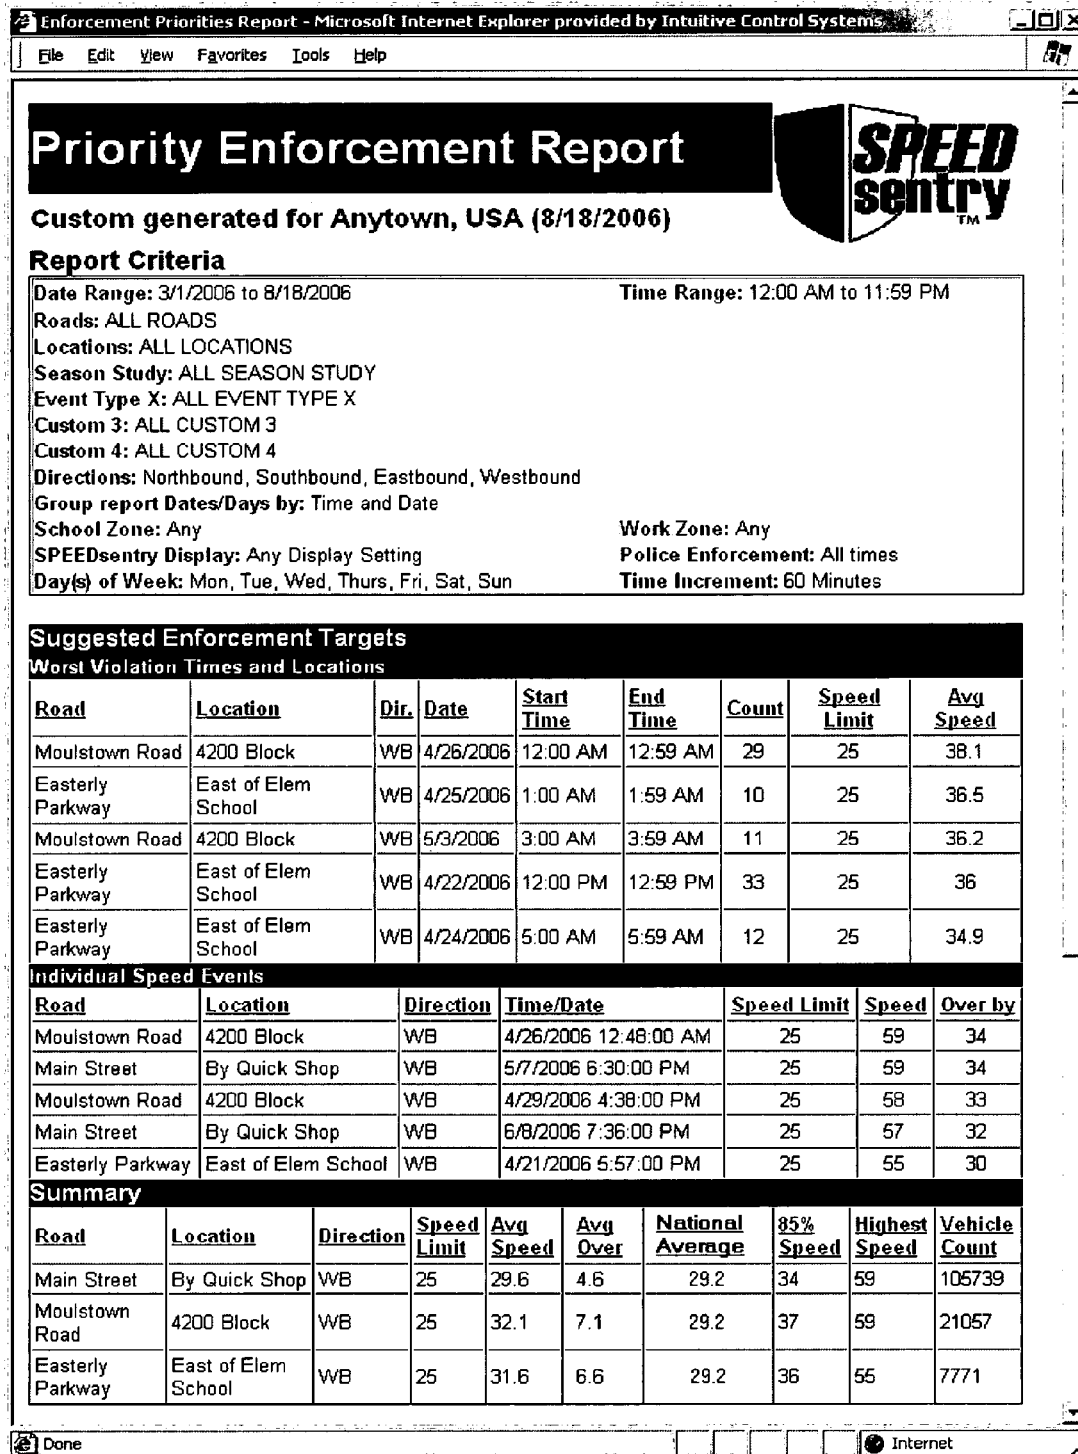 Enforcement Priorities Report - Microsoft Internet Explorer provided by Intuitive Control Systems
File Edit View Favorites Tools Help
Priority Enforcement Report
SPEED
sentry
TM
Custom generated for Anytown, USA (8/18/2006)
Report Criteria
Date Range: 3/1/2006 to 8/18/2006 Time Range: 12:00 AM to 11:59 PM
Roads: ALL ROADS
Locations: ALL LOCATIONS
Season Study: ALL SEASON STUDY
Event Type X: ALL EVENT TYPE X
Custom 3: ALL CUSTOM 3
Custom 4: ALL CUSTOM 4
Directions: Northbound, Southbound, Eastbound, Westbound
Group report Dates/Days by: Time and Date
School Zone: Any Work Zone: Any
SPEEDsentry Display: Any Display Setting Police Enforcement: All times
Day(s) of Week: Mon, Tue, Wed, Thurs, Fri, Sat, Sun Time Increment: 60 Minutes
Suggested Enforcement Targets
Worst Violation Times and Locations
Road Location Dir. Date Start Time End Time Count Speed Limit Avg Speed
Moulstown Road 4200 Block WB 4/26/2006 12:00 AM 12:59 AM 29 25 38.1
Easterly Parkway East of Elem School WB 4/25/2006 1:00 AM 1:59 AM 10 25 36.5
Moulstown Road 4200 Block WB 5/3/2006 3:00 AM 3:59 AM 11 25 36.2
Easterly Parkway East of Elem School WB 4/22/2006 12:00 PM 12:59 PM 33 25 36
Easterly Parkway East of Elem School WB 4/24/2006 5:00 AM 5:59 AM 12 25 34.9
Individual Speed Events
Road Location Direction Time/Date Speed Limit Speed Over by
Moulstown Road 4200 Block WB 4/26/2006 12:48:00 AM 25 59 34
Main Street By Quick Shop WB 5/7/2006 6:30:00 PM 25 59 34
Moulstown Road 4200 Block WB 4/29/2006 4:38:00 PM 25 58 33
Main Street By Quick Shop WB 6/8/2006 7:36:00 PM 25 57 32
Easterly Parkway East of Elem School WB 4/21/2006 5:57:00 PM 25 55 30
Summary
Road Location Direction Speed Limit Avg Speed Avg Over National Average 85% Speed Highest Speed Vehicle Count
Main Street By Quick Shop WB 25 29.6 4.6 29.2 34 59 105739
Moulstown Road 4200 Block WB 25 32.1 7.1 29.2 37 59 21057
Easterly Parkway East of Elem School WB 25 31.6 6.6 29.2 36 55 7771
Done Internet